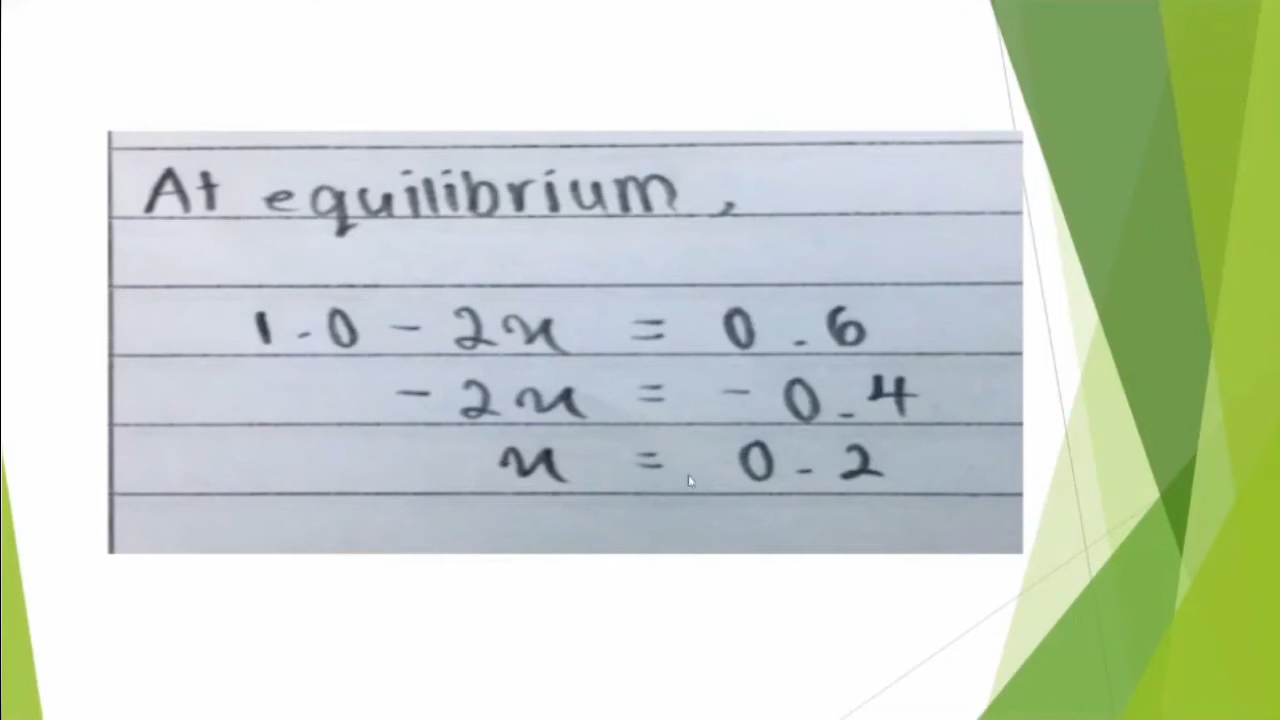 At equilibrium,
1.0 - 2x = 0.6
- 2x = - 0.4
x = 0.2